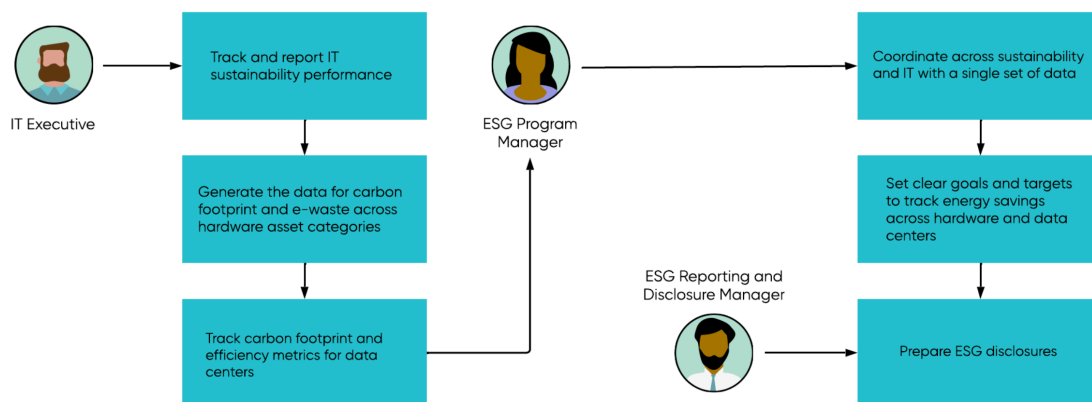 IT Executive
Track and report IT
sustainability performance
Generate the data for carbon
footprint and e-waste across
hardware asset categories
Track carbon footprint and
efficiency metrics for data
centers
ESG Program
Manager
Coordinate across sustainability
and IT with a single set of data
Set clear goals and targets
to track energy savings
across hardware and data
centers
ESG Reporting and
Disclosure Manager
Prepare ESG disclosures